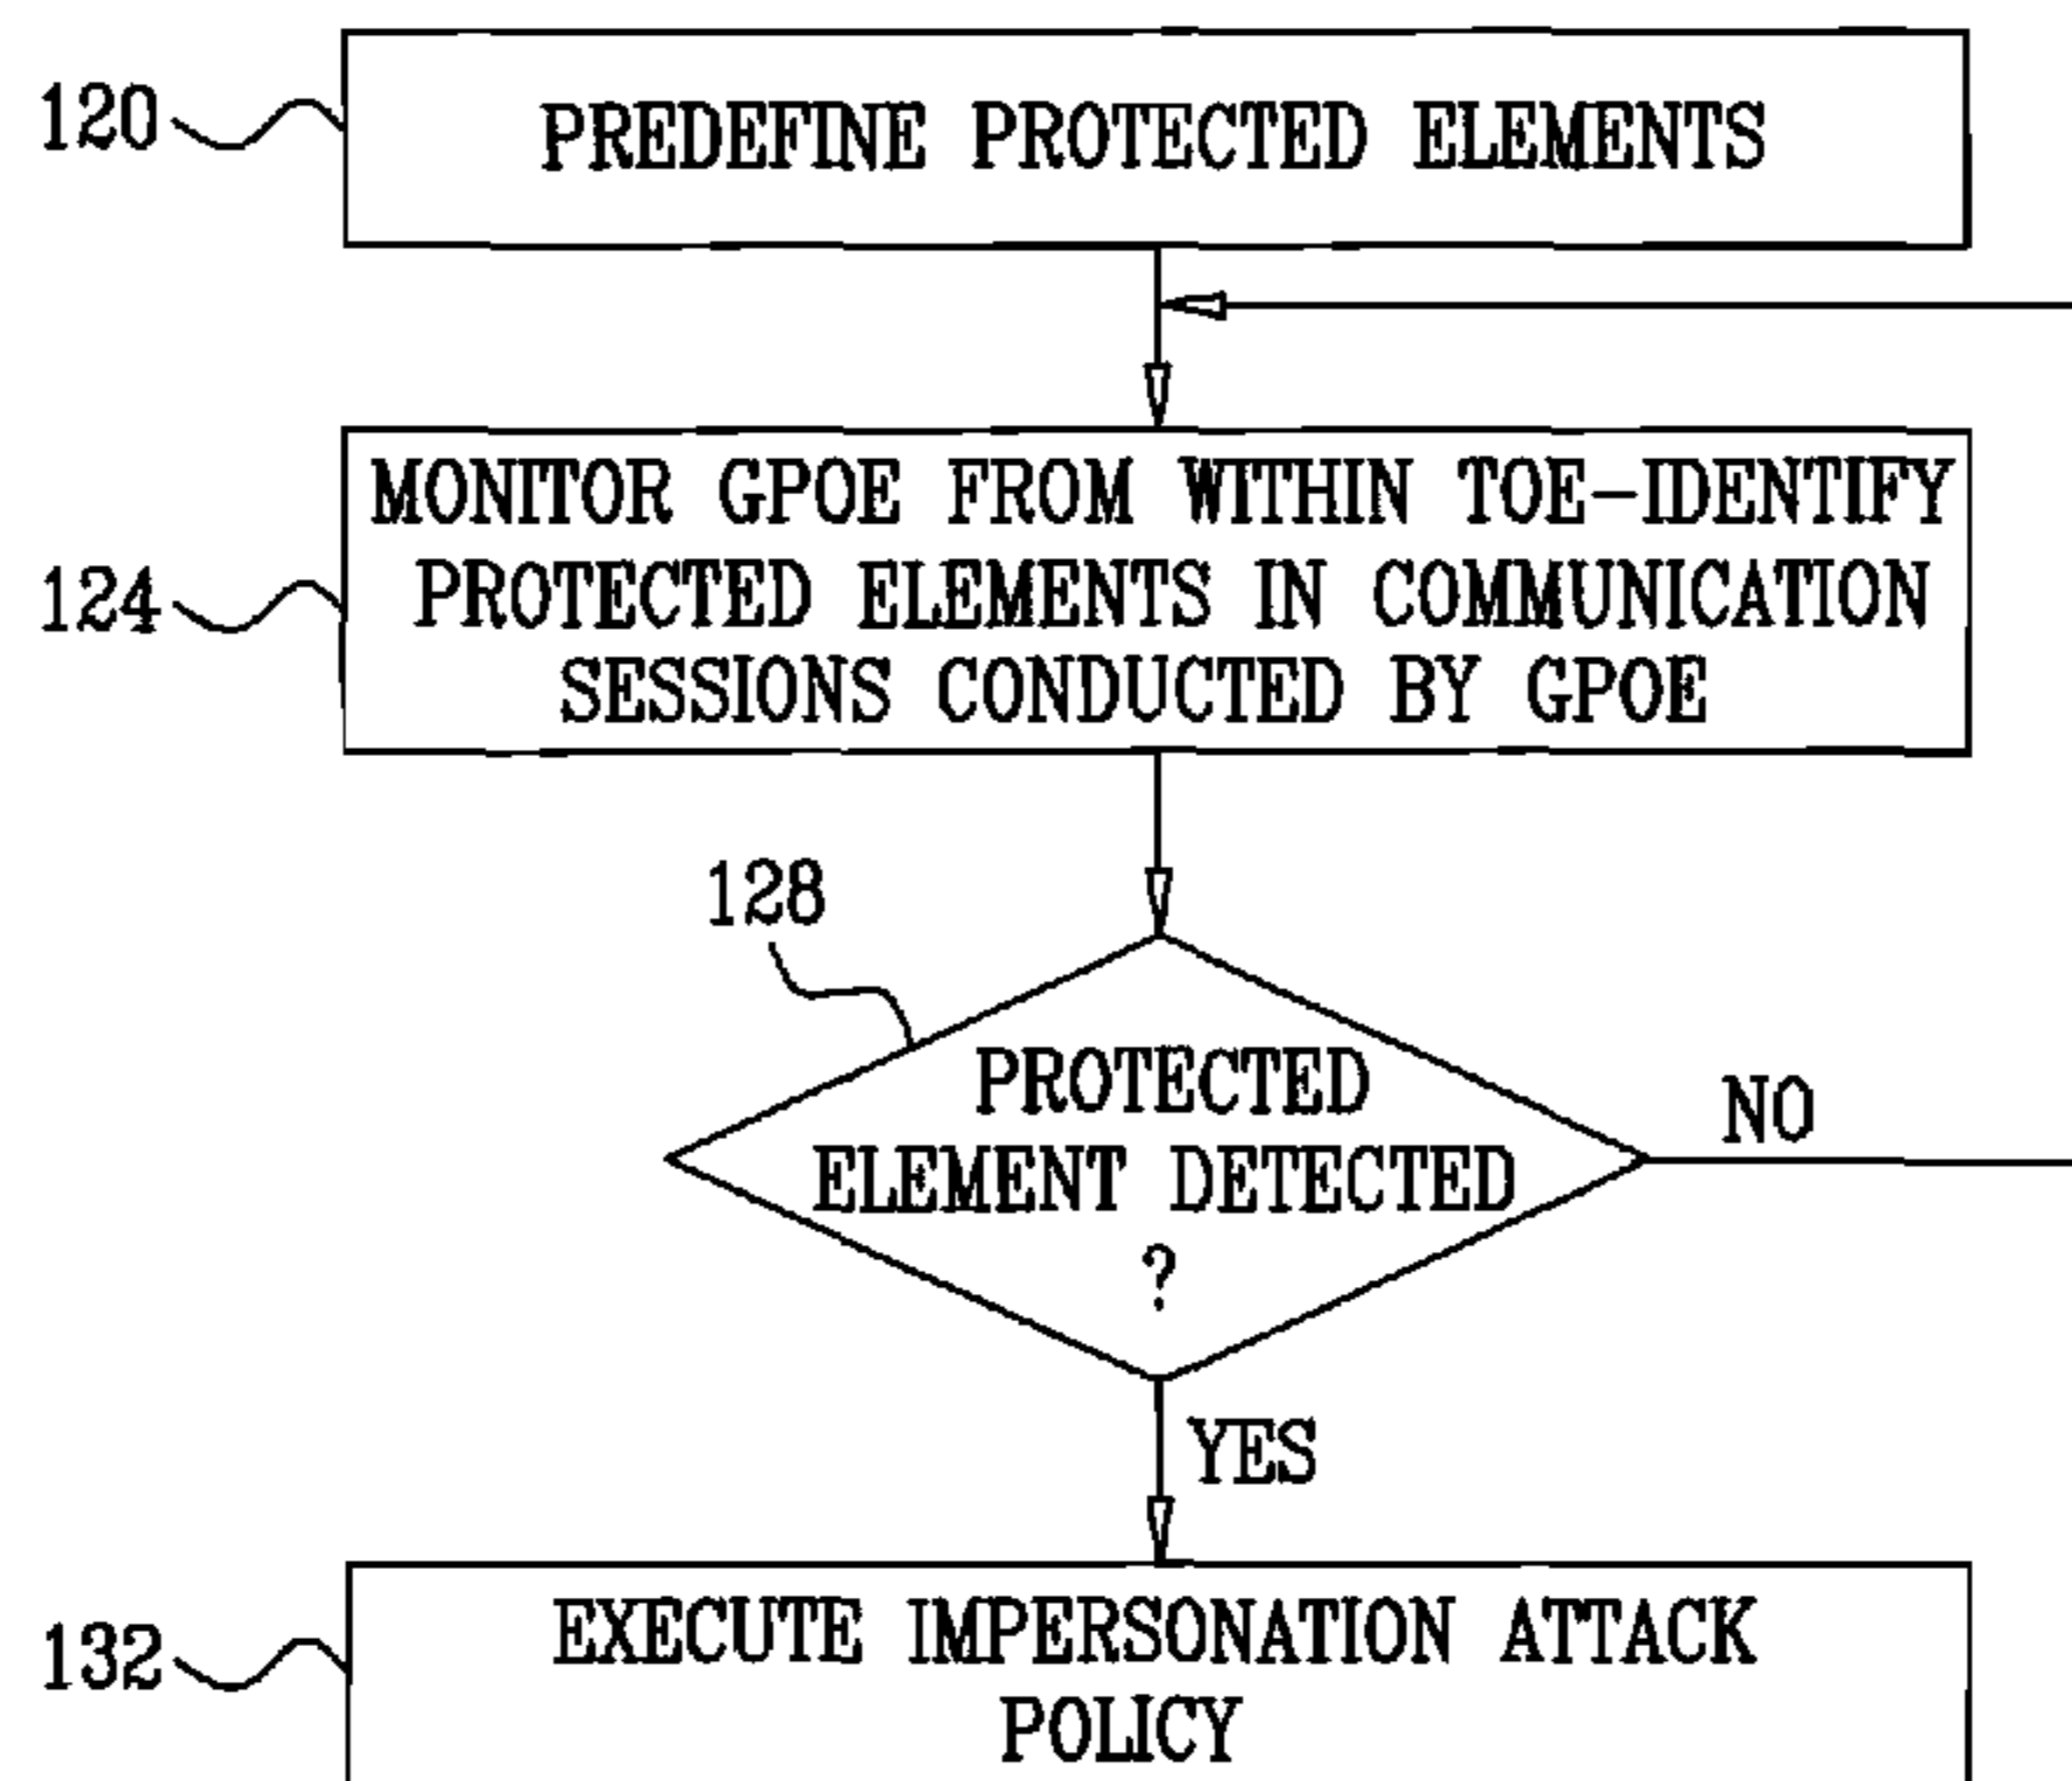 120
PREDEFINE PROTECTED ELEMENTS
124
MONITOR GPOE FROM WITHIN TOE-IDENTIFY
PROTECTED ELEMENTS IN COMMUNICATION
SESSIONS CONDUCTED BY GPOE
128
PROTECTED
ELEMENT DETECTED
?
NO
YES
132
EXECUTE IMPERSONATION ATTACK
POLICY